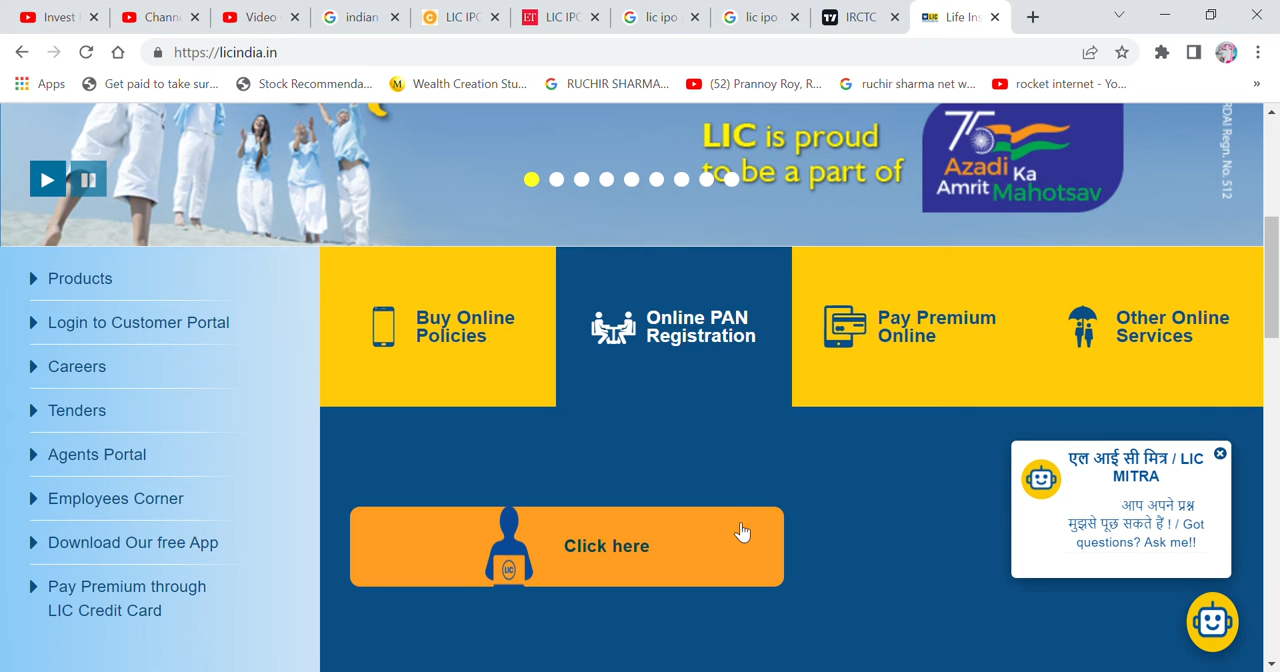 Invest
Chann
Video
indian
LIC IPO
LIC IPO
lic ipo
lic ipo
IRCTC
Life Ins
https://licindia.in
Apps
Get paid to take sur...
Stock Recommenda...
Wealth Creation Stu...
RUCHIR SHARMA...
(52) Prannoy Roy, R...
ruchir sharma net w...
rocket internet - Yo...
»
LIC is proud
to be a part of
75
Azadi Ka
Amrit Mahotsav
IRDAI Regn. No. 512
Products
Login to Customer Portal
Careers
Tenders
Agents Portal
Employees Corner
Download Our free App
Pay Premium through
LIC Credit Card
Buy Online
Policies
Online PAN
Registration
Pay Premium
Online
Other Online
Services
LIC
Click here
एल आई सी मित्र / LIC
MITRA
आप अपने प्रश्न
मुझसे पूछ सकते हैं ! / Got
questions? Ask me!!